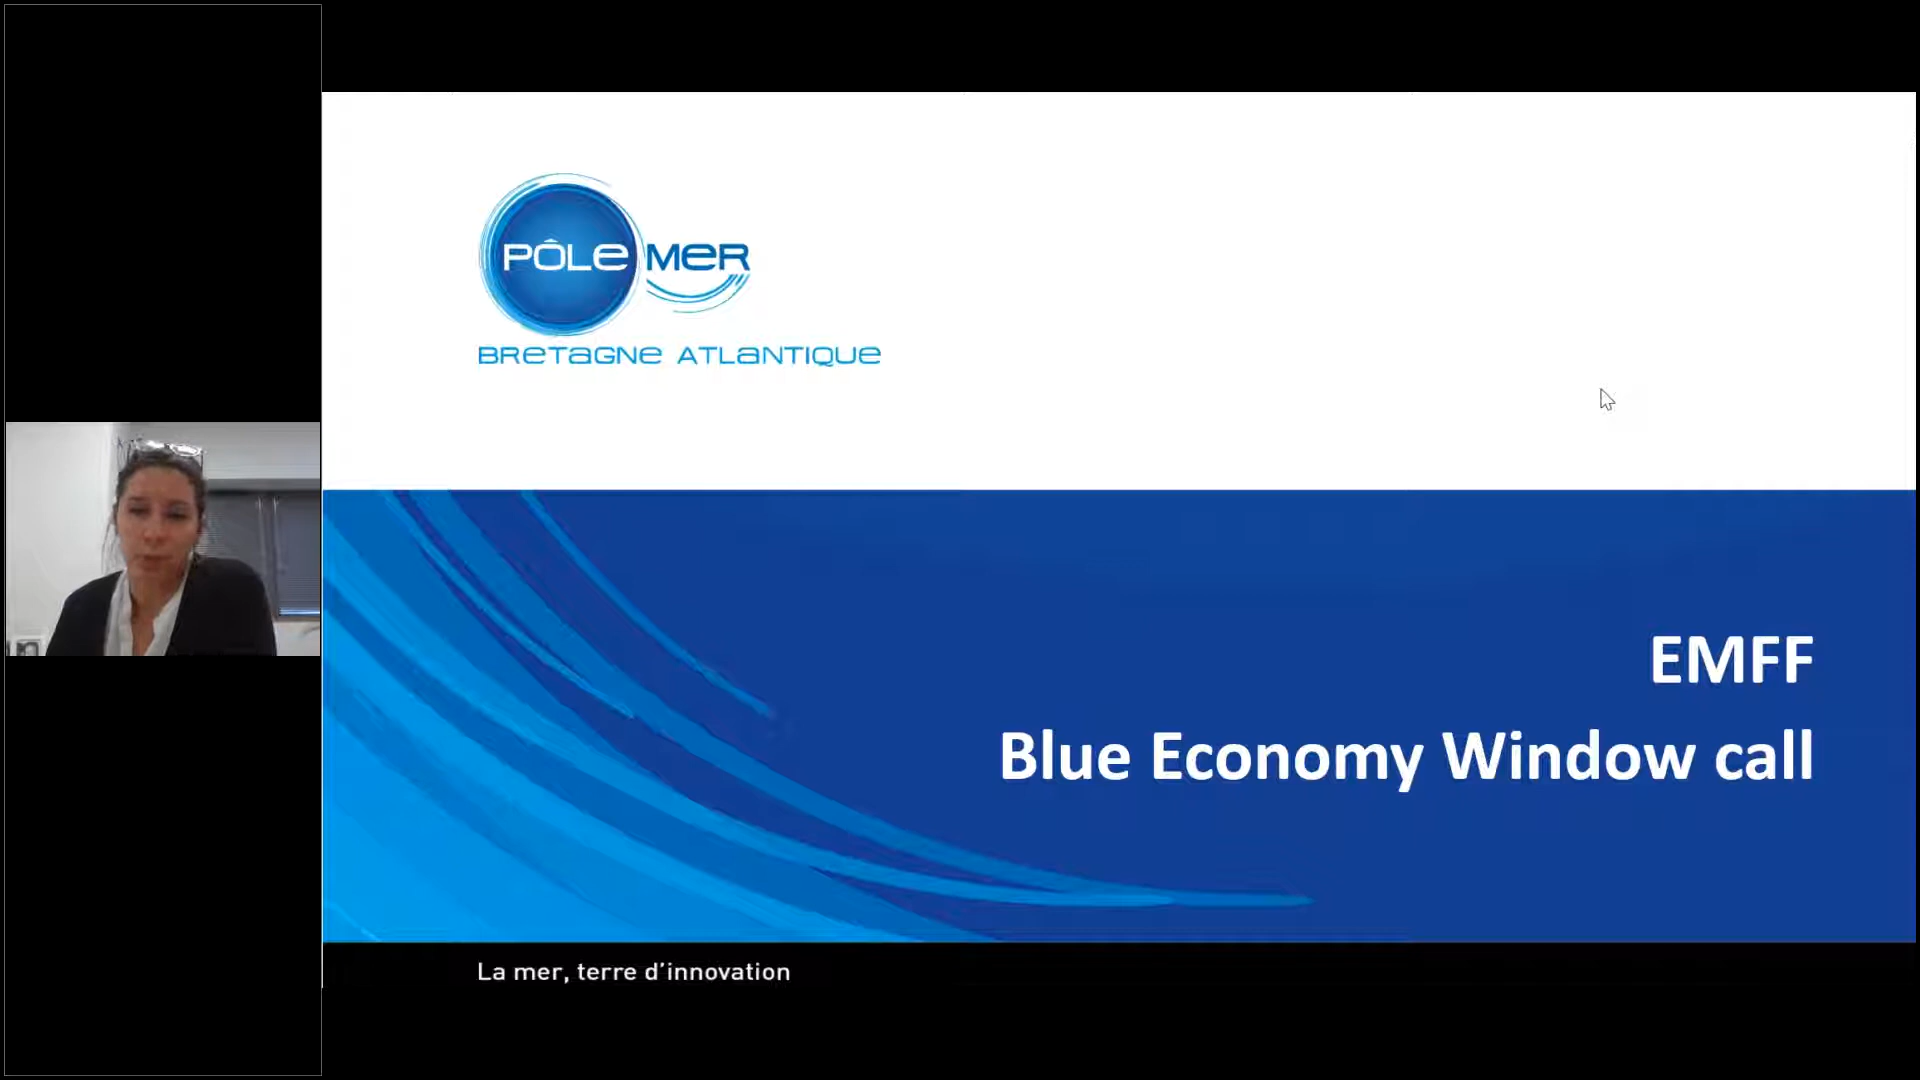 PÔLE MER
BRETAGNE ATLANTIQUE
EMFF
Blue Economy Window call
La mer, terre d'innovation